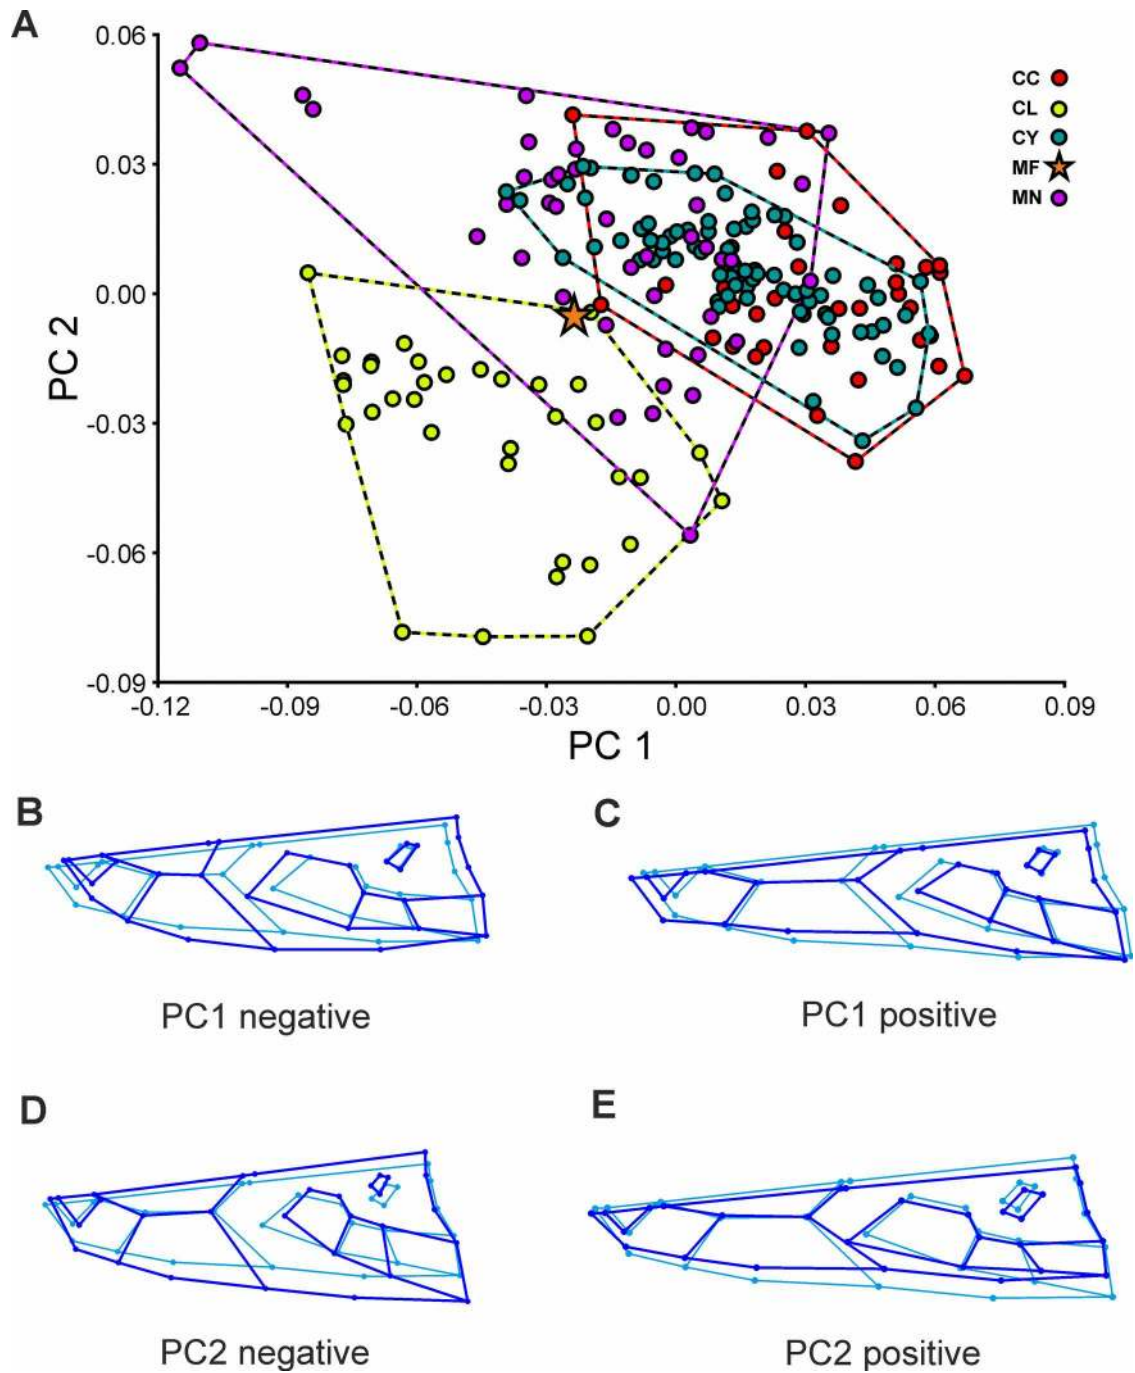 A
0.06
0.03
0.00
-0.03
-0.06
-0.09
PC 2
CC
CL
CY
MF
MN
-0.12 -0.09 -0.06 -0.03 0.00 0.03 0.06 0.09
PC 1
B
C
PC1 negative
PC1 positive
D
E
PC2 negative
PC2 positive